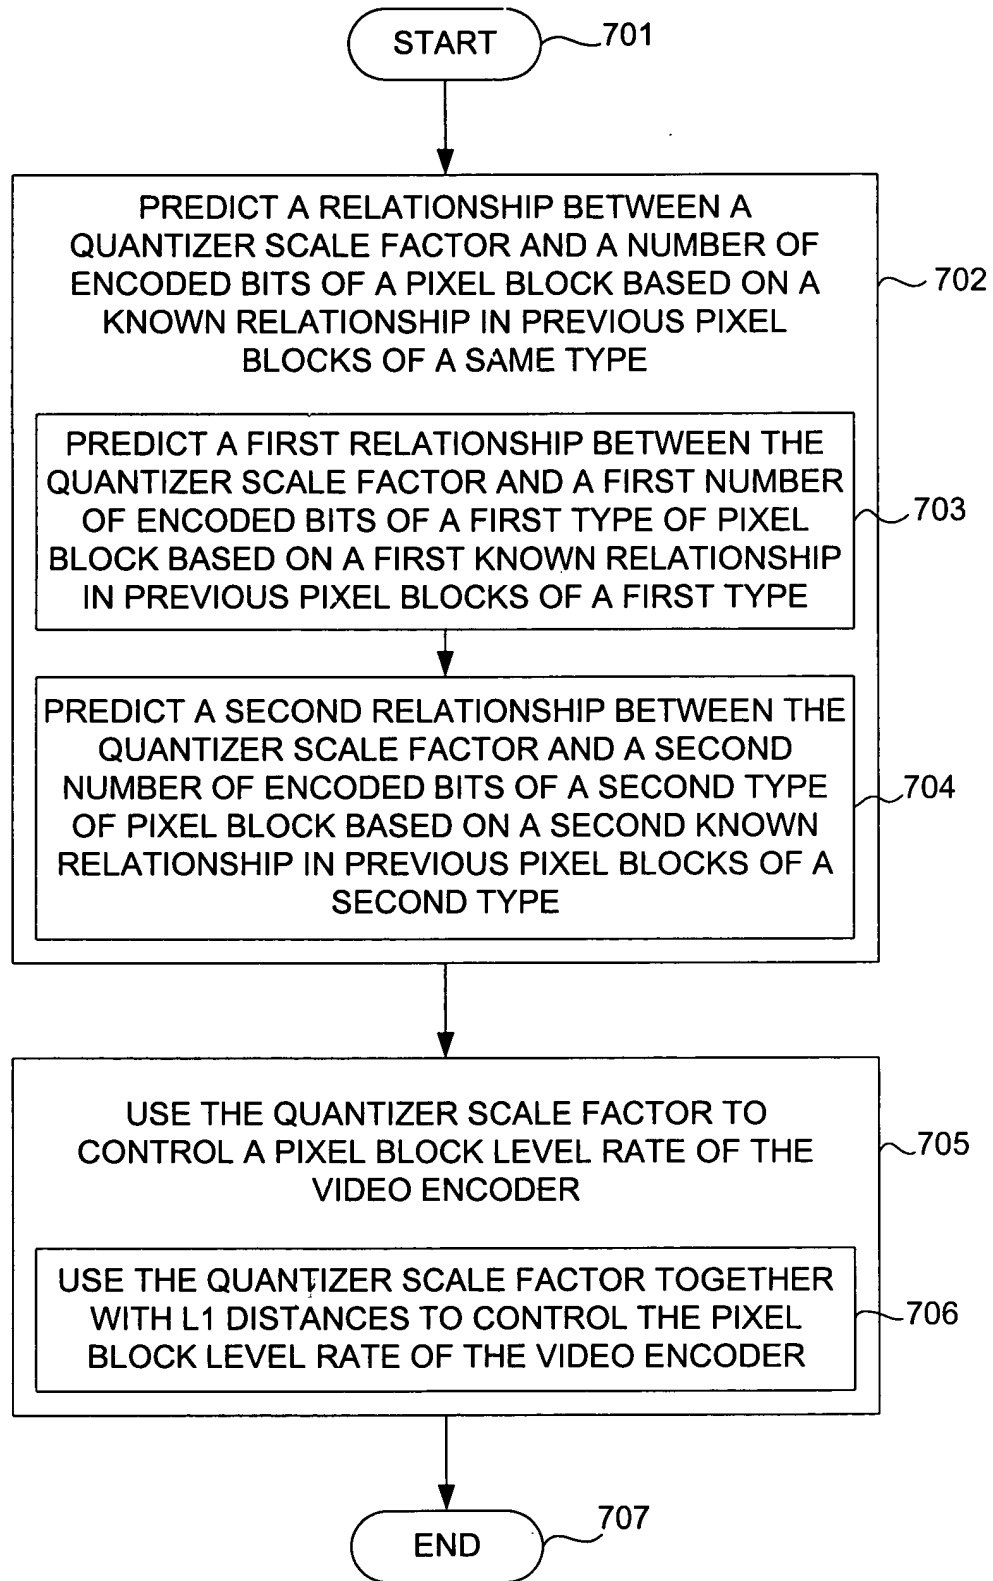 START
701
PREDICT A RELATIONSHIP BETWEEN A
QUANTIZER SCALE FACTOR AND A NUMBER OF
ENCODED BITS OF A PIXEL BLOCK BASED ON A
KNOWN RELATIONSHIP IN PREVIOUS PIXEL
BLOCKS OF A SAME TYPE
702
PREDICT A FIRST RELATIONSHIP BETWEEN THE
QUANTIZER SCALE FACTOR AND A FIRST NUMBER
OF ENCODED BITS OF A FIRST TYPE OF PIXEL
BLOCK BASED ON A FIRST KNOWN RELATIONSHIP
IN PREVIOUS PIXEL BLOCKS OF A FIRST TYPE
703
PREDICT A SECOND RELATIONSHIP BETWEEN THE
QUANTIZER SCALE FACTOR AND A SECOND
NUMBER OF ENCODED BITS OF A SECOND TYPE
OF PIXEL BLOCK BASED ON A SECOND KNOWN
RELATIONSHIP IN PREVIOUS PIXEL BLOCKS OF A
SECOND TYPE
704
USE THE QUANTIZER SCALE FACTOR TO
CONTROL A PIXEL BLOCK LEVEL RATE OF THE
VIDEO ENCODER
705
USE THE QUANTIZER SCALE FACTOR TOGETHER
WITH L1 DISTANCES TO CONTROL THE PIXEL
BLOCK LEVEL RATE OF THE VIDEO ENCODER
706
END
707